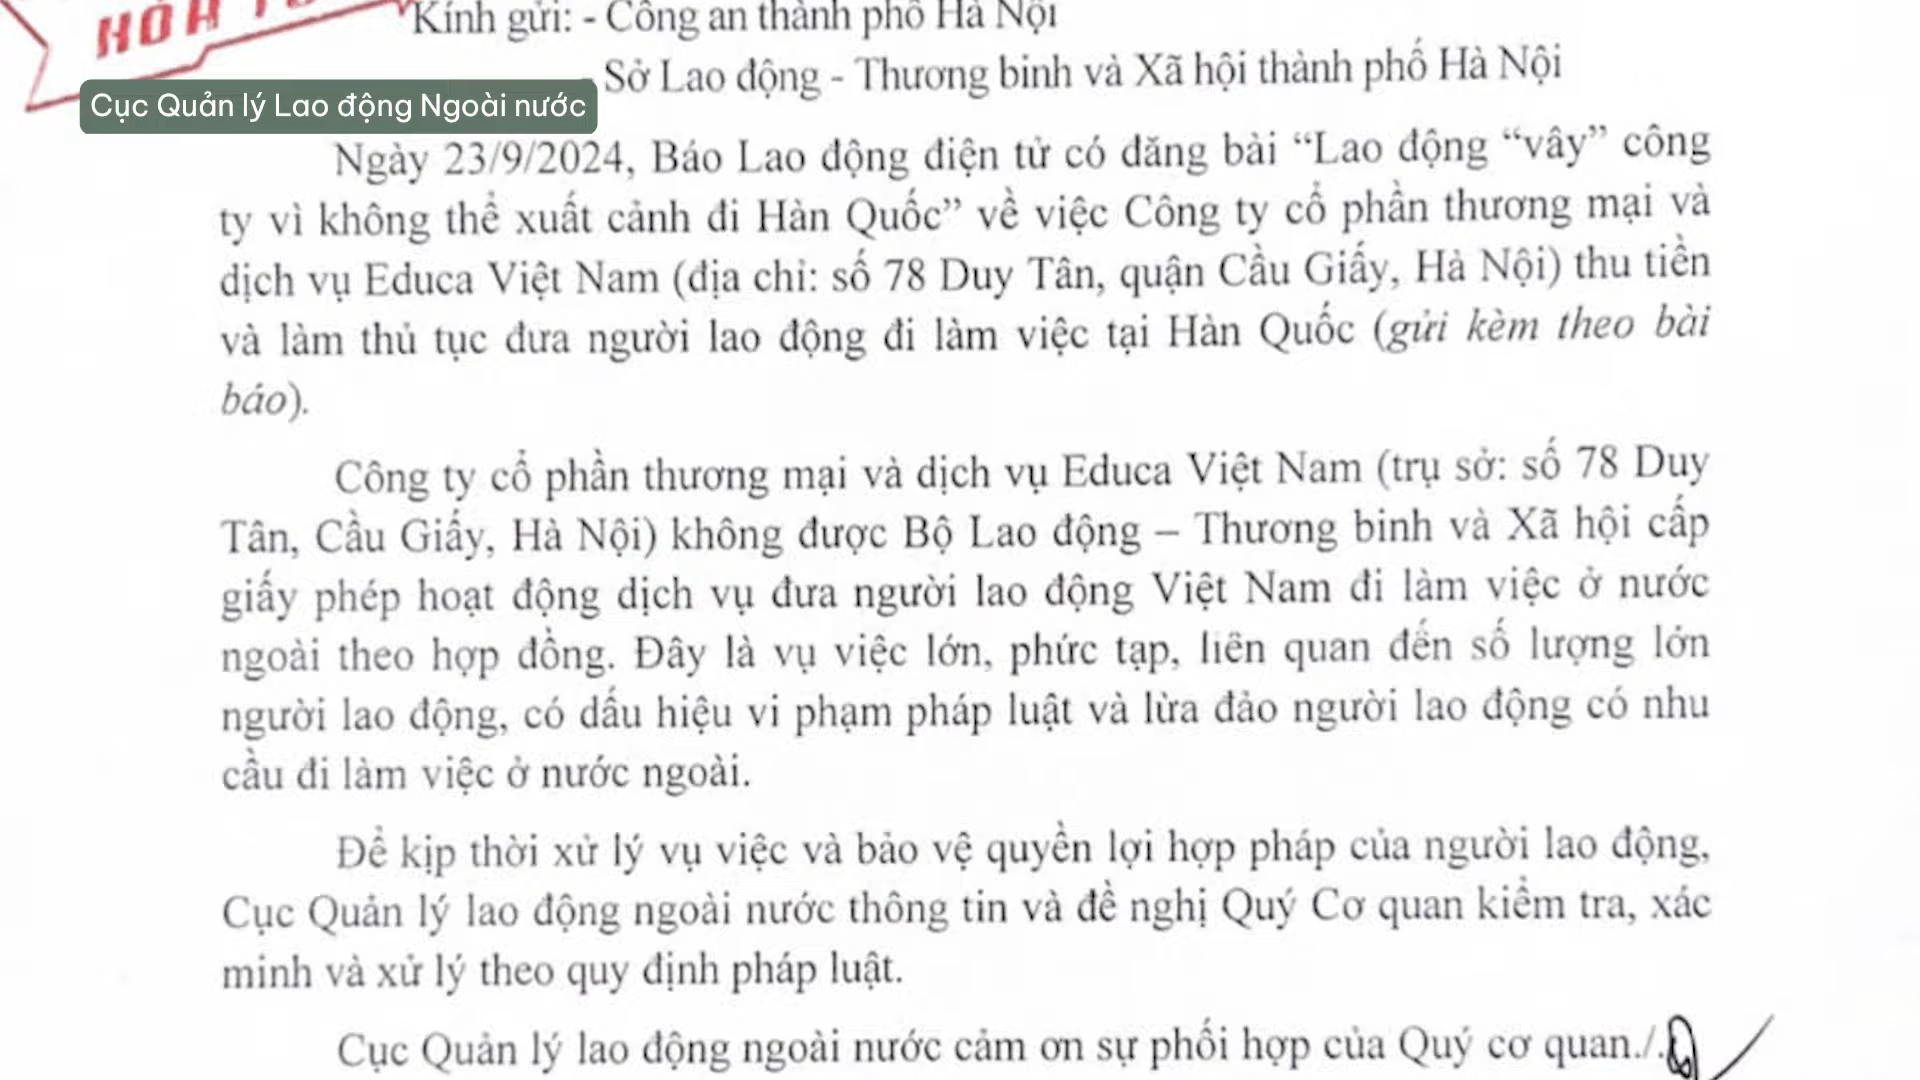 HỎA
Kính gửi: - Công an thành phố Hà Nội
- Sở Lao động - Thương binh và Xã hội thành phố Hà Nội
Cục Quản lý Lao động Ngoài nước
Ngày 23/9/2024, Báo Lao động điện tử có đăng bài “Lao động “vây” công
ty vì không thể xuất cảnh đi Hàn Quốc” về việc Công ty cổ phần thương mại và
dịch vụ Educa Việt Nam (địa chỉ: số 78 Duy Tân, quận Cầu Giấy, Hà Nội) thu tiền
và làm thủ tục đưa người lao động đi làm việc tại Hàn Quốc (gửi kèm theo bài
báo).
Công ty cổ phần thương mại và dịch vụ Educa Việt Nam (trụ sở: số 78 Duy
Tân, Cầu Giấy, Hà Nội) không được Bộ Lao động – Thương binh và Xã hội cấp
giấy phép hoạt động dịch vụ đưa người lao động Việt Nam đi làm việc ở nước
ngoài theo hợp đồng. Đây là vụ việc lớn, phức tạp, liên quan đến số lượng lớn
người lao động, có dấu hiệu vi phạm pháp luật và lừa đảo người lao động có nhu
cầu đi làm việc ở nước ngoài.
Để kịp thời xử lý vụ việc và bảo vệ quyền lợi hợp pháp của người lao động,
Cục Quản lý lao động ngoài nước thông tin và đề nghị Quý Cơ quan kiểm tra, xác
minh và xử lý theo quy định pháp luật.
Cục Quản lý lao động ngoài nước cảm ơn sự phối hợp của Quý cơ quan./.